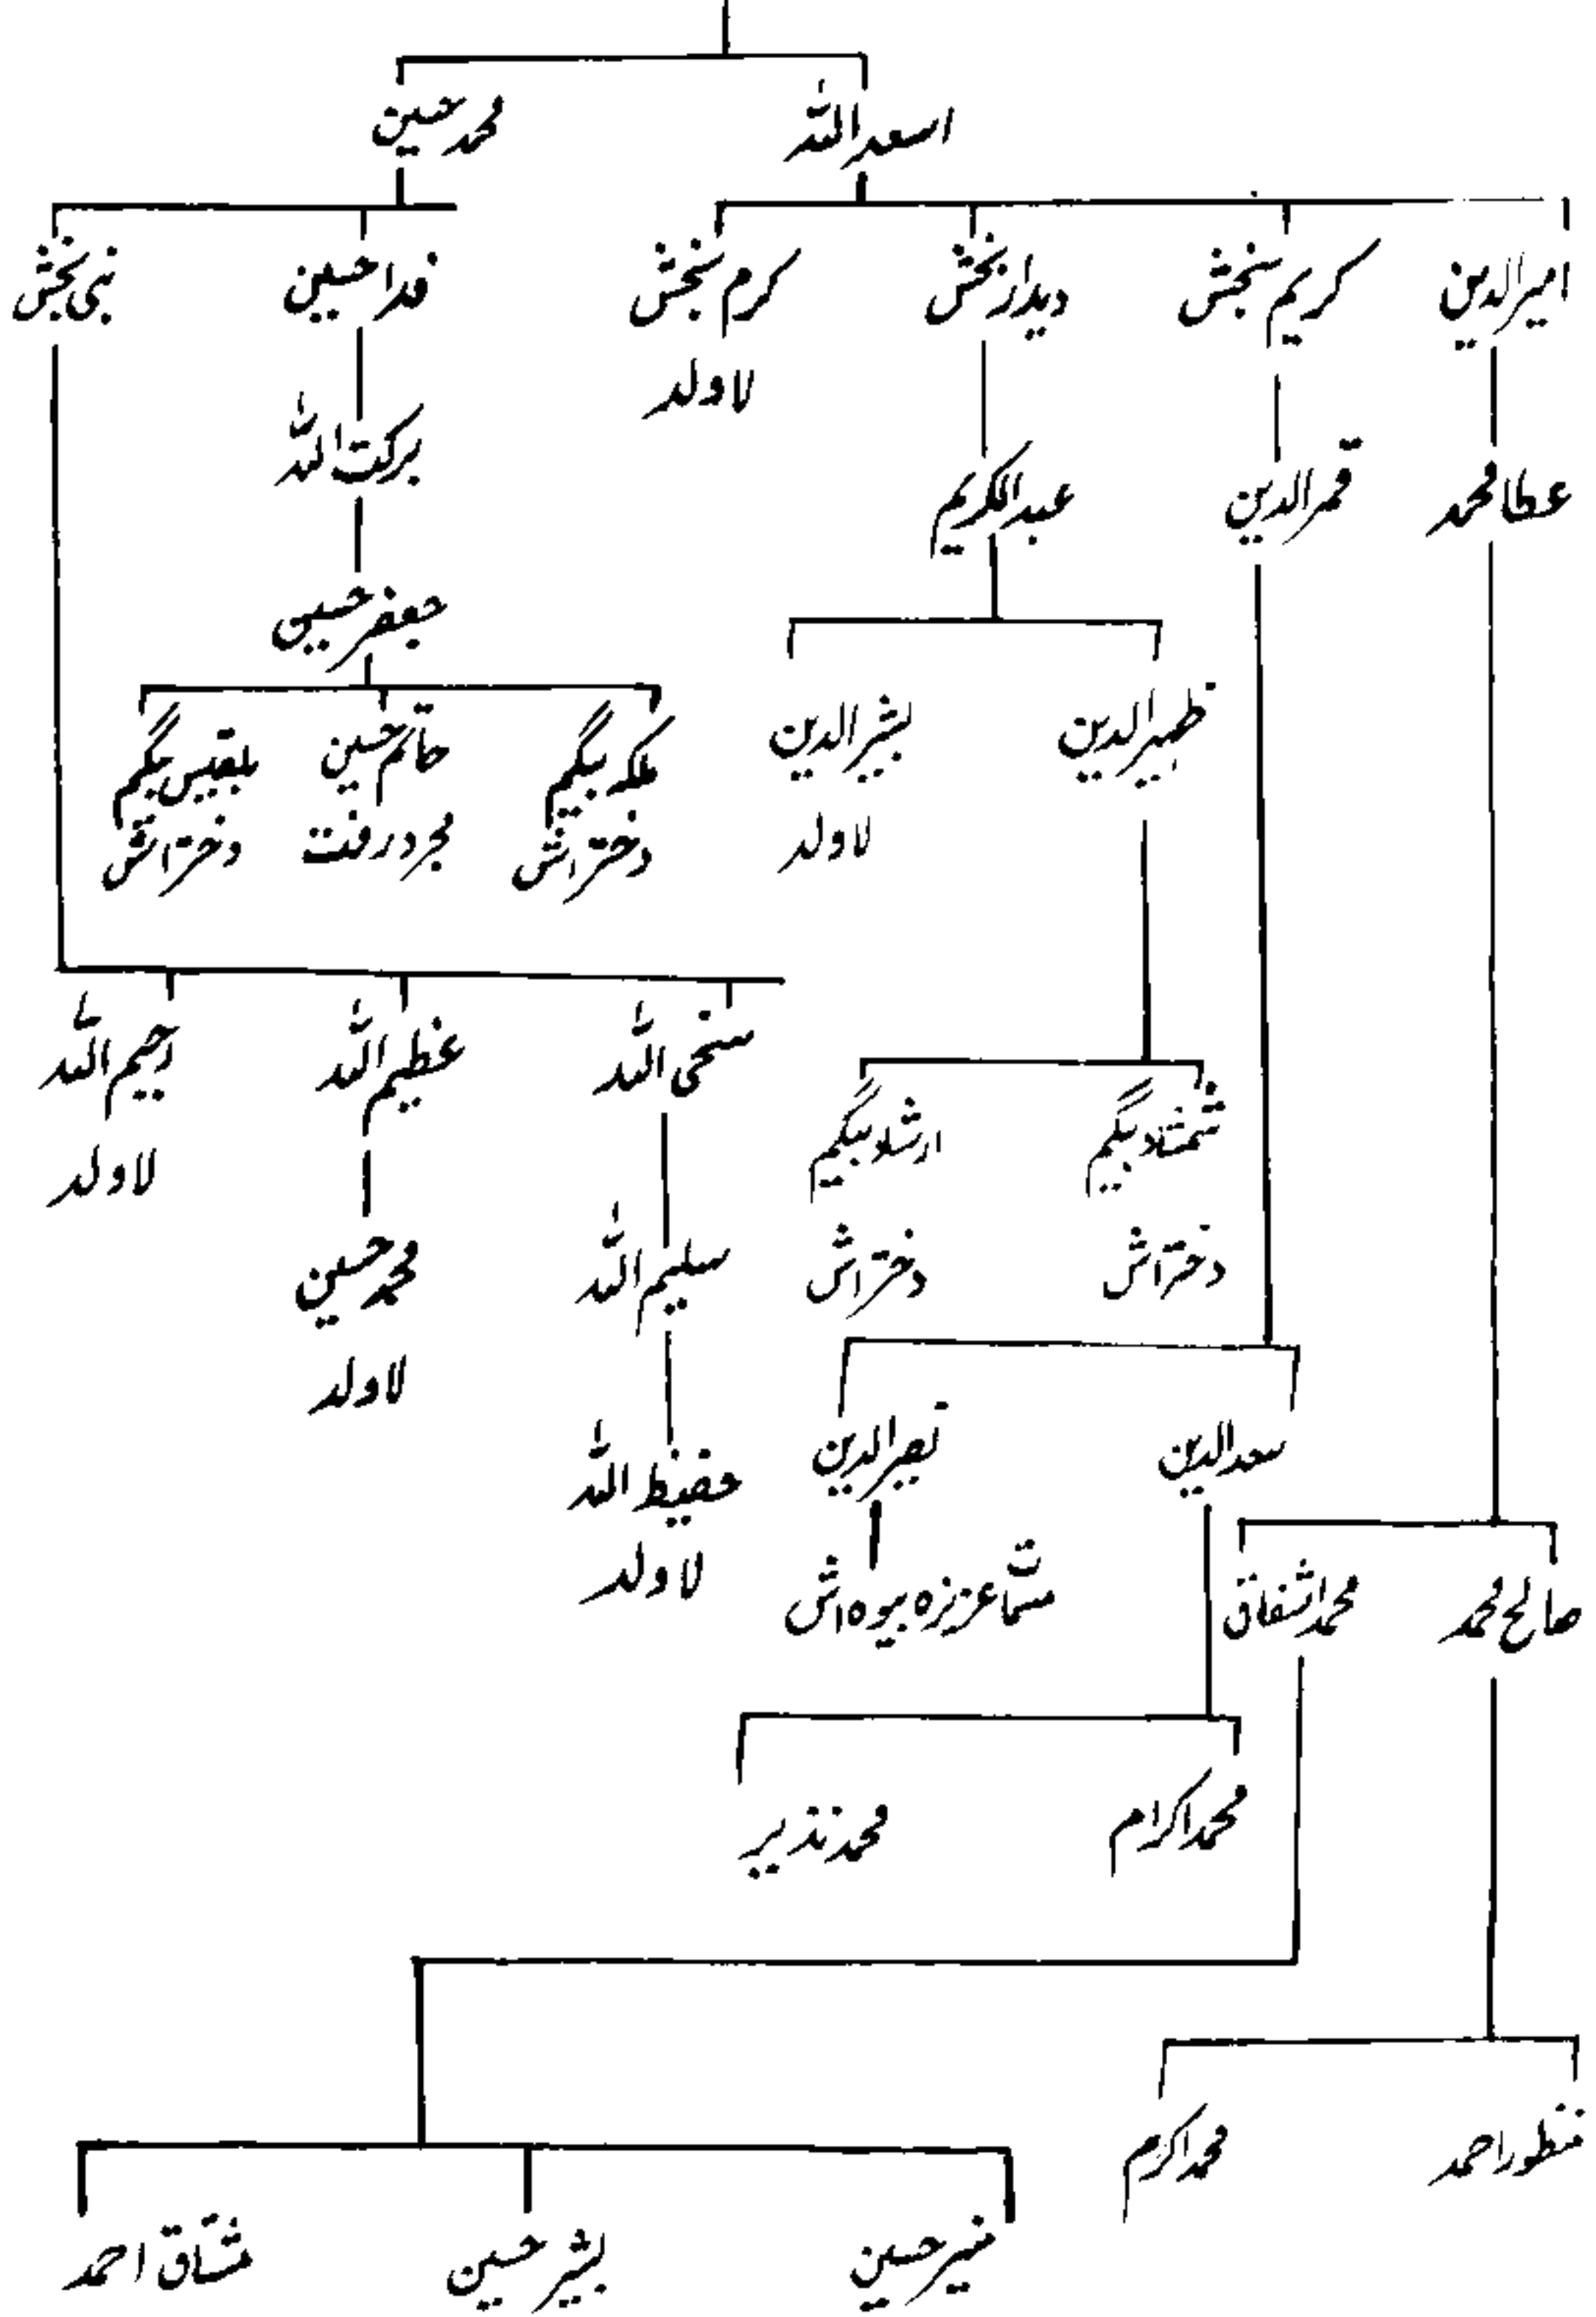 اسعد اللہ محمد حسین
امیر الدین کریم بخش دیدار بخش کرم بخش فدا حسین نبی بخش
لاولد
برکت اللہ
عطا محمد قمر الدین عبدالکریم
جعفر حسین
ظہیر الدین بشیر الدین ملکہ بیگم حاتم حسین بلقیس بیگم
لاولد دختر اش مجرد رفت دختر اش
سخی اللہ عظیم اللہ رحیم اللہ
شمشاد بیگم ارشاد بیگم لاولد
دختر اش دختر اش سلیم اللہ محمد حسین
لاولد
سعد الدین نصیر الدین حفیظ اللہ
صالح محمد محمد اشفاق مسماۃ عزیزہ بیوہ اش لاولد
محمد اکرام محمد نذیر
منظور احمد محمد اکرم
منیر حسین بشیر حسین مشتاق احمد